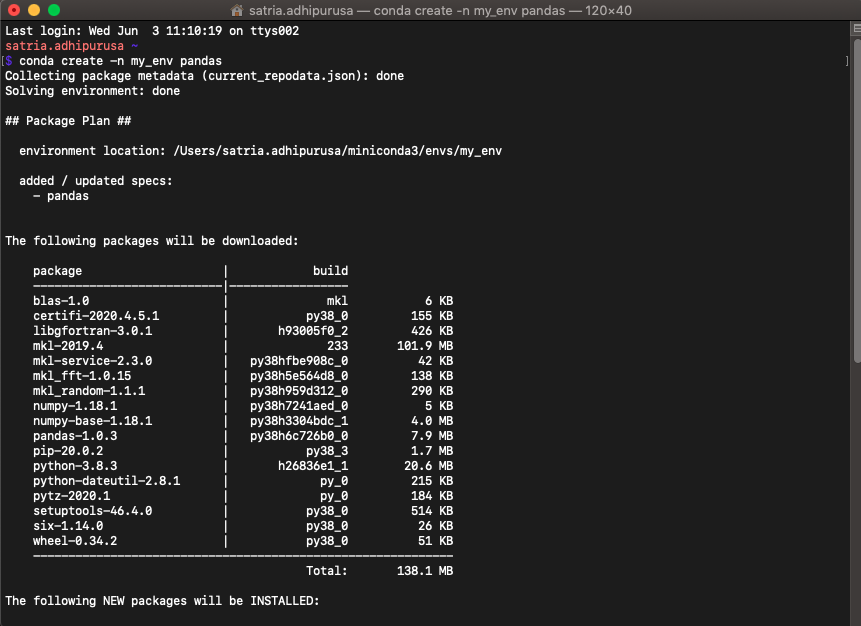 satria.adhipurusa — conda create -n my_env pandas — 120×40
Last login: Wed Jun  3 11:10:19 on ttys002
satria.adhipurusa ~
[$ conda create -n my_env pandas ]
Collecting package metadata (current_repodata.json): done
Solving environment: done
## Package Plan ##
  environment location: /Users/satria.adhipurusa/miniconda3/envs/my_env
  added / updated specs:
    - pandas
The following packages will be downloaded:
    package                    |            build
    ---------------------------|-----------------
    blas-1.0                   |              mkl           6 KB
    certifi-2020.4.5.1         |           py38_0         155 KB
    libgfortran-3.0.1          |       h93005f0_2         426 KB
    mkl-2019.4                 |              233       101.9 MB
    mkl-service-2.3.0          |   py38hfbe908c_0          42 KB
    mkl_fft-1.0.15             |   py38h5e564d8_0         138 KB
    mkl_random-1.1.1           |   py38h959d312_0         290 KB
    numpy-1.18.1               |   py38h7241aed_0           5 KB
    numpy-base-1.18.1          |   py38h3304bdc_1         4.0 MB
    pandas-1.0.3               |   py38h6c726b0_0         7.9 MB
    pip-20.0.2                 |           py38_3         1.7 MB
    python-3.8.3               |       h26836e1_1        20.6 MB
    python-dateutil-2.8.1      |             py_0         215 KB
    pytz-2020.1                |             py_0         184 KB
    setuptools-46.4.0          |           py38_0         514 KB
    six-1.14.0                 |           py38_0          26 KB
    wheel-0.34.2               |           py38_0          51 KB
    ------------------------------------------------------------
                                           Total:       138.1 MB
The following NEW packages will be INSTALLED: